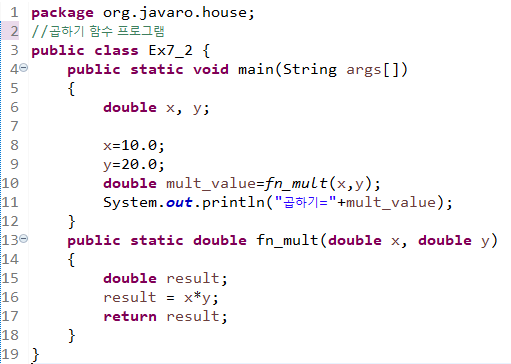 1 package org.javaro.house;
2 //곱하기 함수 프로그램
3 public class Ex7_2 {
4 public static void main(String args[])
5 {
6 double x, y;
7
8 x=10.0;
9 y=20.0;
10 double mult_value=fn_mult(x,y);
11 System.out.println("곱하기="+mult_value);
12 }
13 public static double fn_mult(double x, double y)
14 {
15 double result;
16 result = x*y;
17 return result;
18 }
19 }